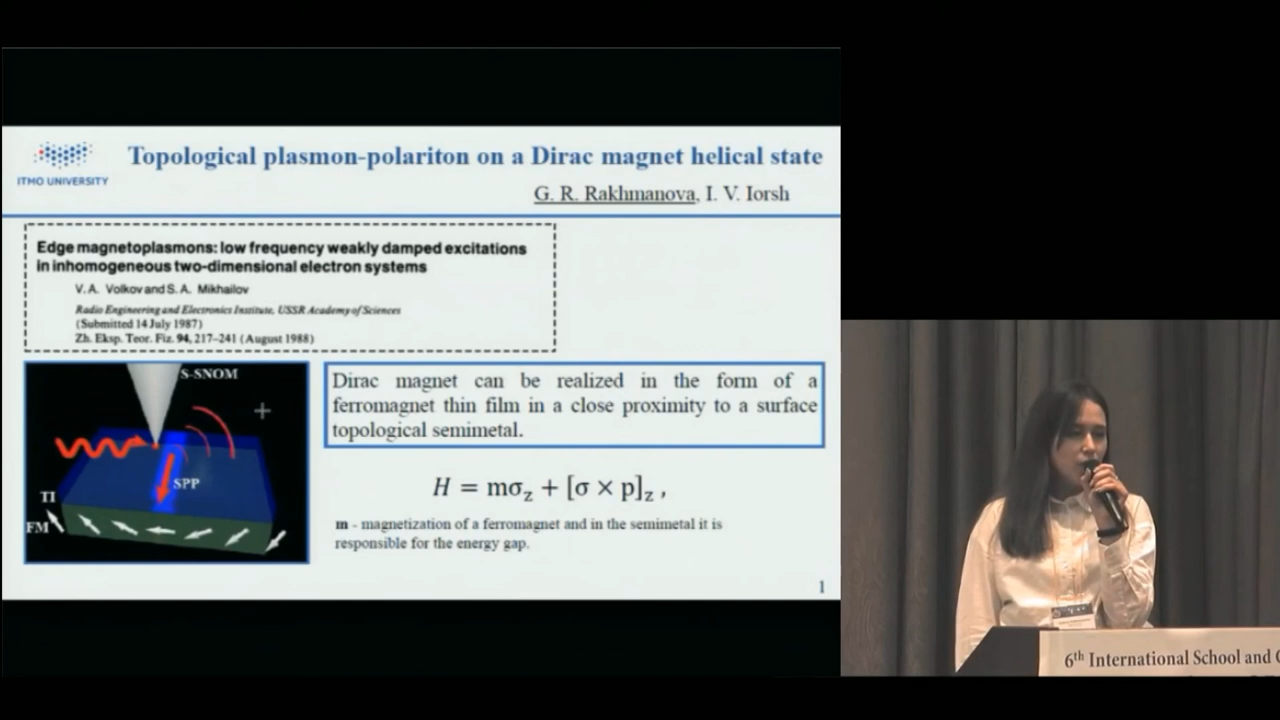 Topological plasmon-polariton on a Dirac magnet helical state
ITMO UNIVERSITY
G. R. Rakhmanova, I. V. Iorsh
Edge magnetoplasmons: low frequency weakly damped excitations
in inhomogeneous two-dimensional electron systems
V. A. Volkov and S. A. Mikhailov
Radio Engineering and Electronics Institute, USSR Academy of Sciences
(Submitted 14 July 1987)
Zh. Eksp. Teor. Fiz. 94, 217–241 (August 1988)
S-SNOM
SPP
TI
FM
Dirac magnet can be realized in the form of a
ferromagnet thin film in a close proximity to a surface
topological semimetal.
H = mσz + [σ × p]z ,
m - magnetization of a ferromagnet and in the semimetal it is
responsible for the energy gap.
1
6th International School and